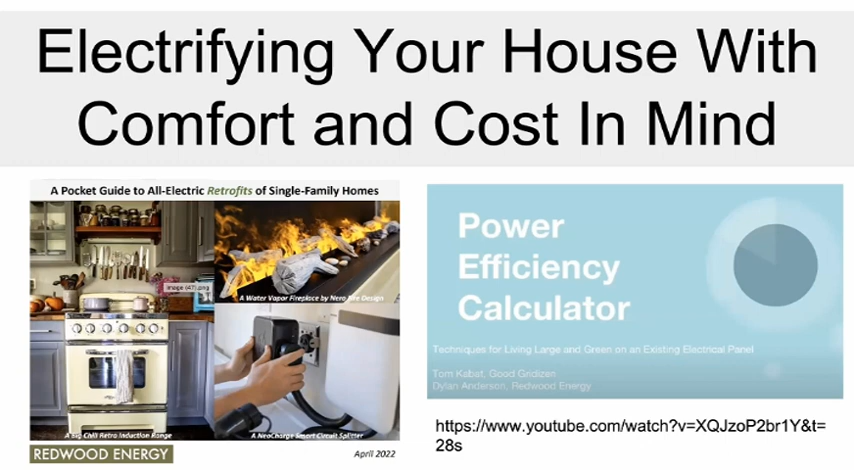 Electrifying Your House With
Comfort and Cost In Mind
A Pocket Guide to All-Electric Retrofits of Single-Family Homes
image (47).png
A Water Vapor Fireplace by Nero Fire Design
A Big Chill Retro Induction Range
A NeoCharge Smart Circuit Splitter
REDWOOD ENERGY
April 2022
Power
Efficiency
Calculator
Techniques for Living Large and Green on an Existing Electrical Panel
Tom Kabat, Good Gridizen
Dylan Anderson, Redwood Energy
https://www.youtube.com/watch?v=XQJzoP2br1Y&t=
28s